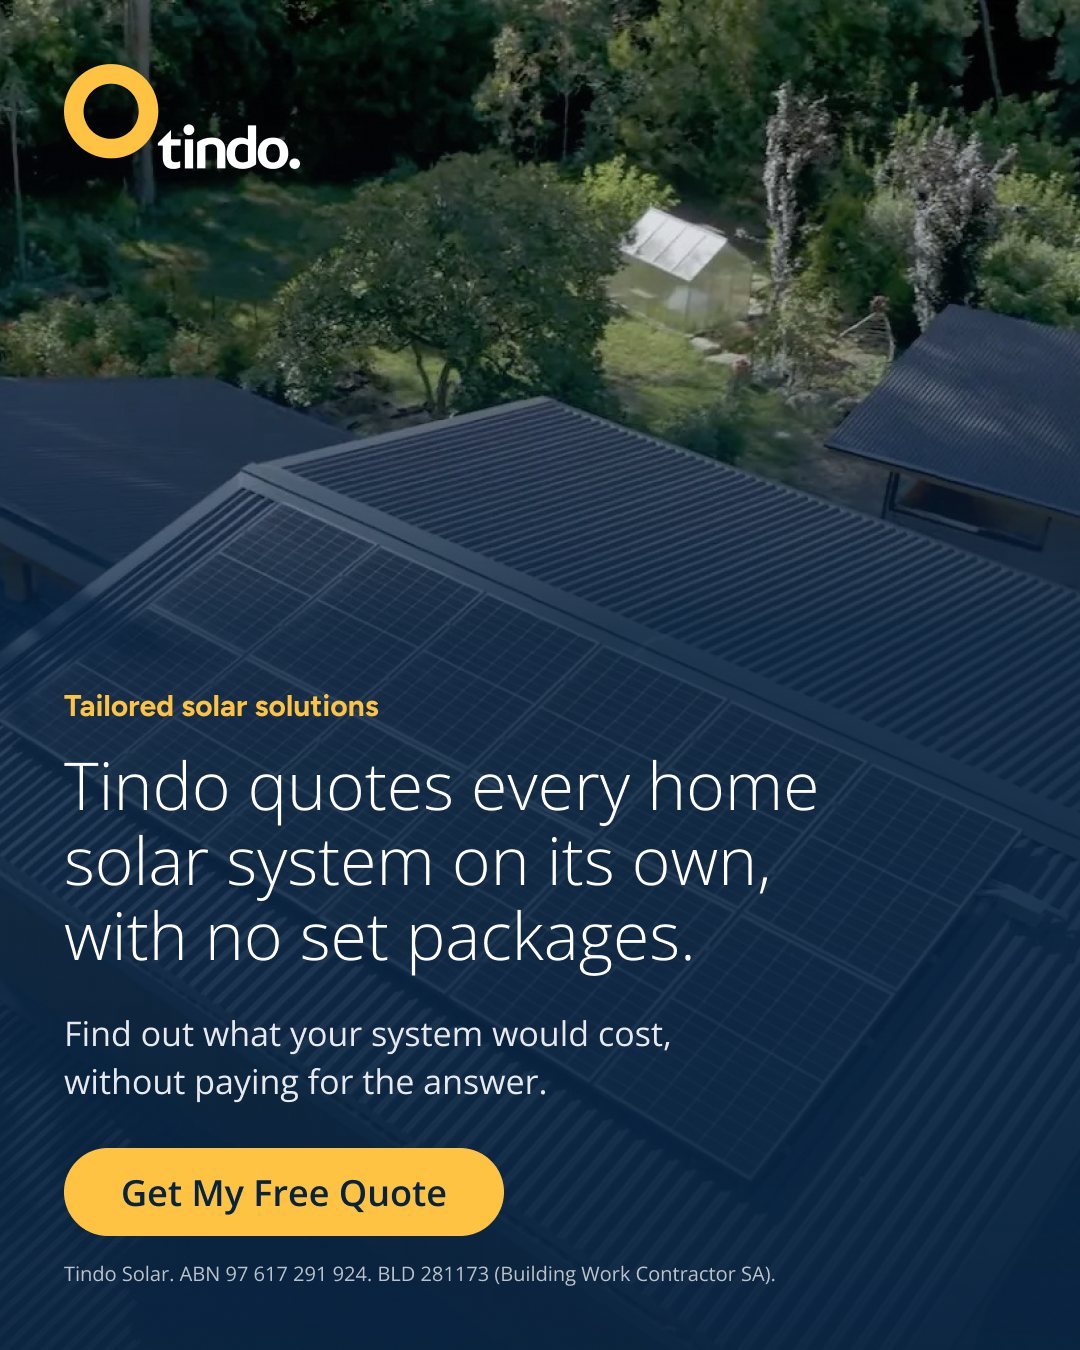 tindo.
Tailored solar solutions
Tindo quotes every home
solar system on its own,
with no set packages.
Find out what your system would cost,
without paying for the answer.
Get My Free Quote
Tindo Solar. ABN 97 617 291 924. BLD 281173 (Building Work Contractor SA).